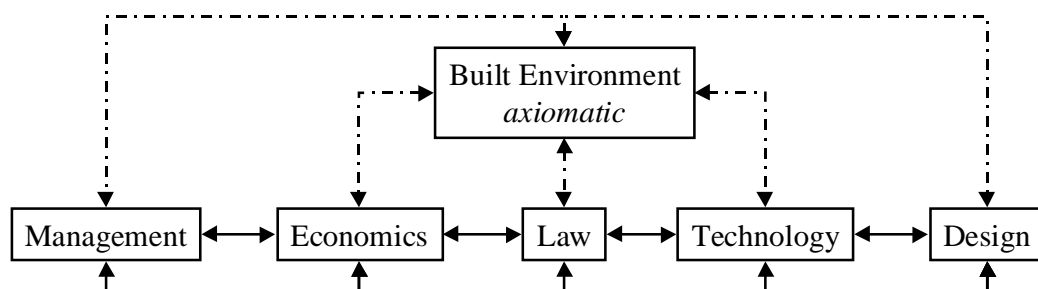 Built Environment
axiomatic
Management
Economics
Law
Technology
Design